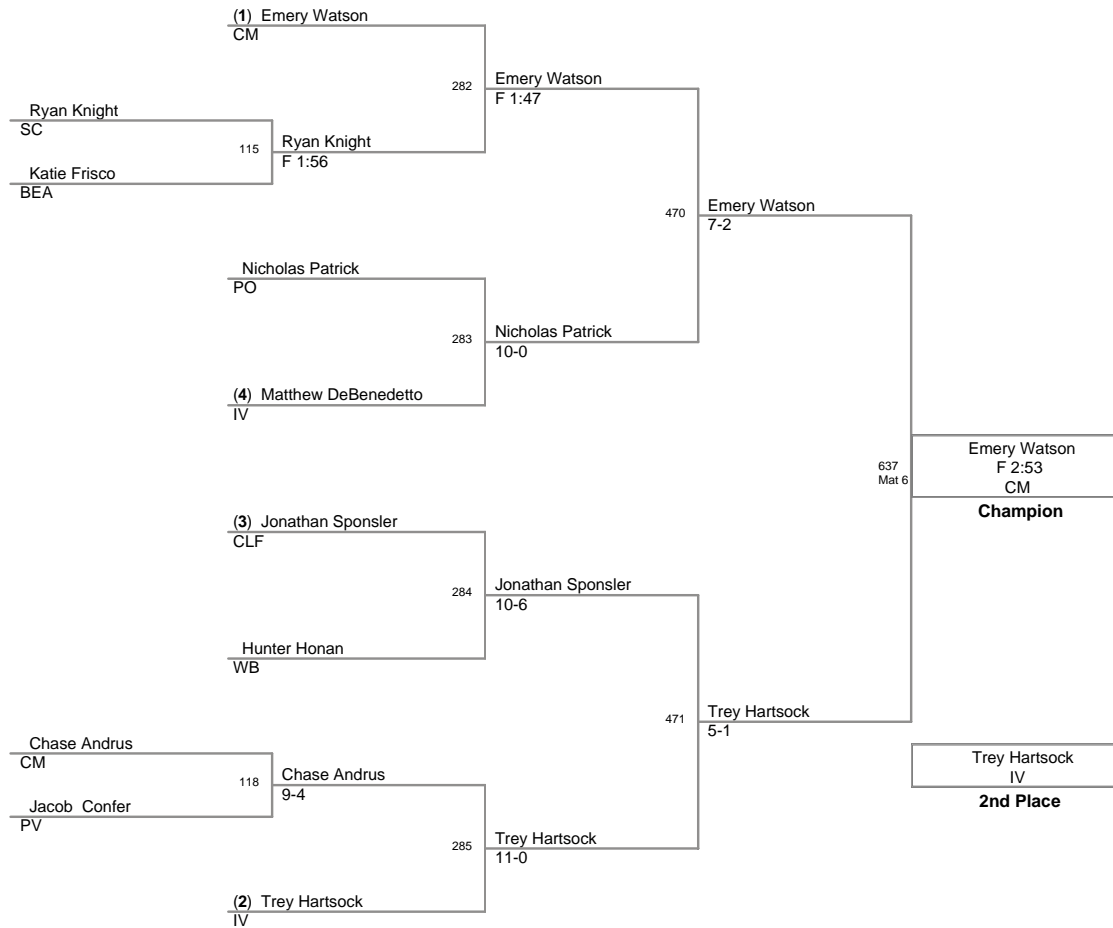 (1) Emery Watson
CM
282
Emery Watson
F 1:47
Ryan Knight
SC
115
Ryan Knight
F 1:56
Katie Frisco
BEA
470
Emery Watson
7-2
Nicholas Patrick
PO
283
Nicholas Patrick
10-0
(4) Matthew DeBenedetto
IV
637
Mat 6
Emery Watson
F 2:53
CM
Champion
(3) Jonathan Sponsler
CLF
284
Jonathan Sponsler
10-6
Hunter Honan
WB
471
Trey Hartsock
5-1
Chase Andrus
CM
118
Chase Andrus
9-4
Jacob Confer
PV
285
Trey Hartsock
11-0
(2) Trey Hartsock
IV
Trey Hartsock
IV
2nd Place